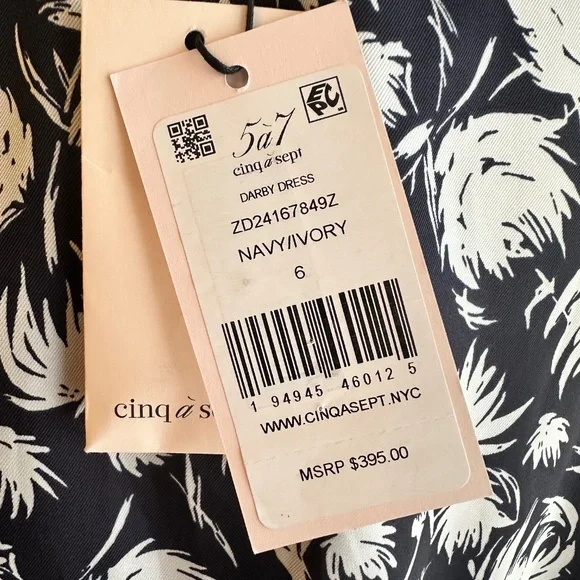 5à7
EPC
cinq à sept
DARBY DRESS
ZD24167849Z
NAVY/IVORY
6
1 94945 46012 5
WWW.CINQASEPT.NYC
MSRP $395.00
cinq à s